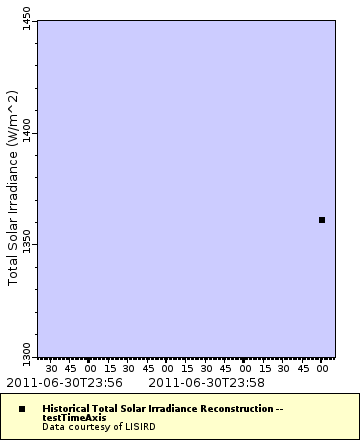 1450
1400
1350
1300
Total Solar Irradiance (W/m^2)
30 45 00 15 30 45 00 15 30 45 00 15 30 45 00
2011-06-30T23:56 2011-06-30T23:58
Historical Total Solar Irradiance Reconstruction --
testTimeAxis
Data courtesy of LISIRD